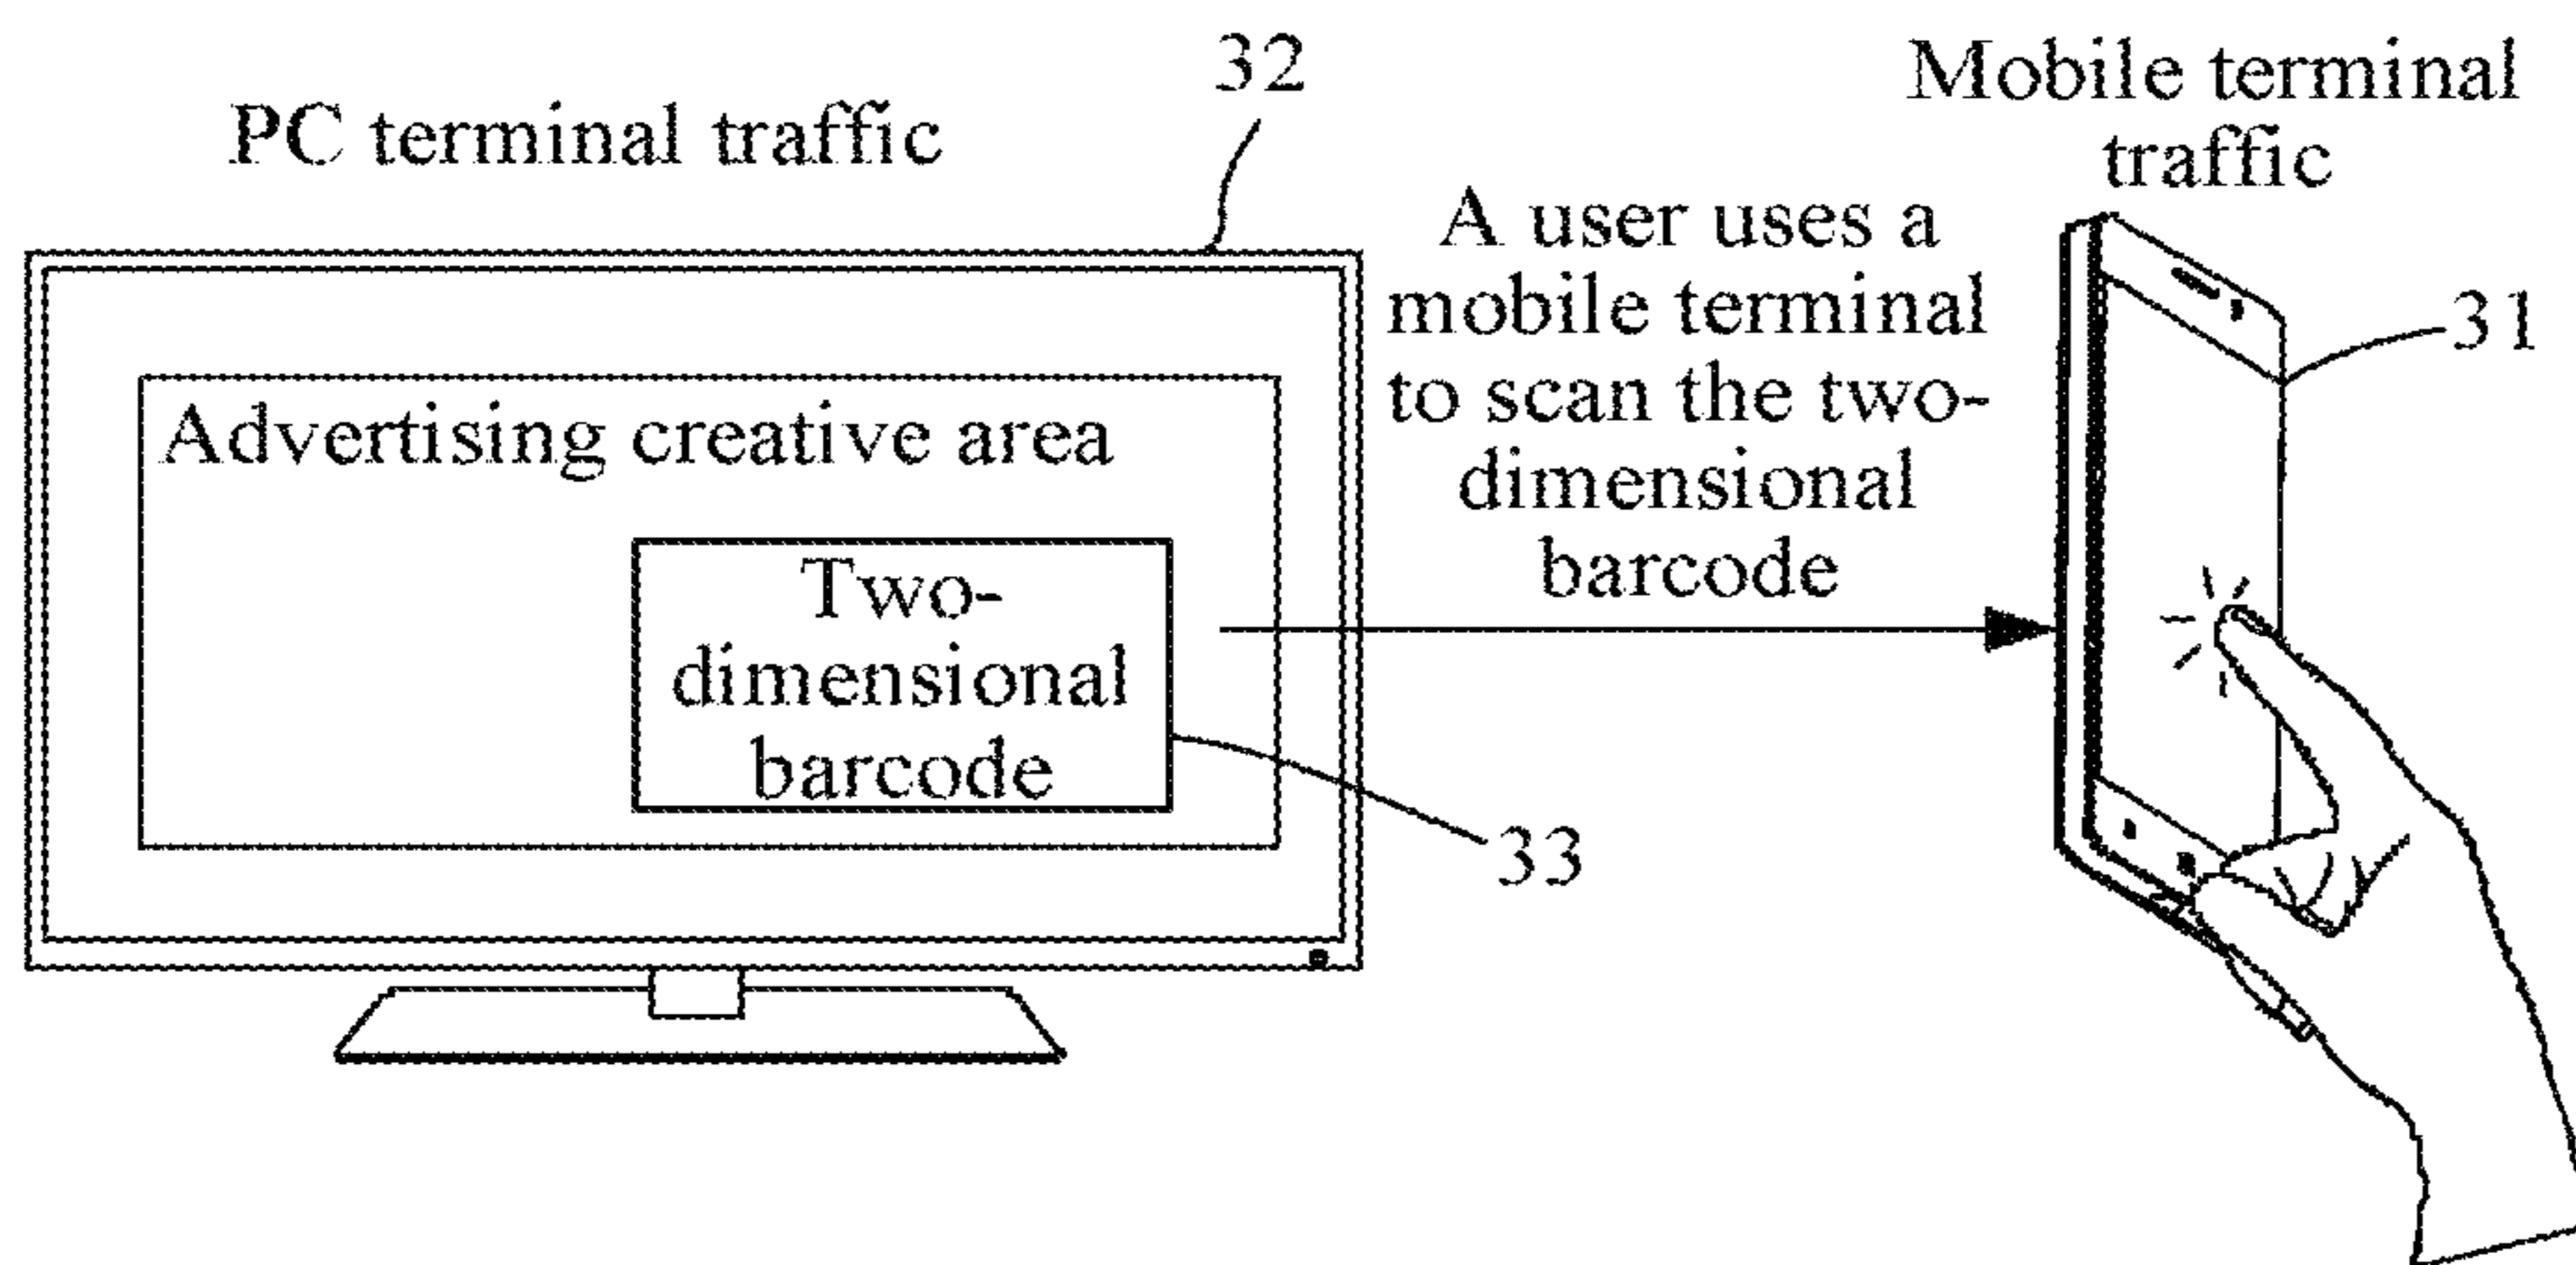 PC terminal traffic
32
Mobile terminal
traffic
A user uses a
mobile terminal
to scan the two-
dimensional
barcode
31
Advertising creative area
Two-
dimensional
barcode
33